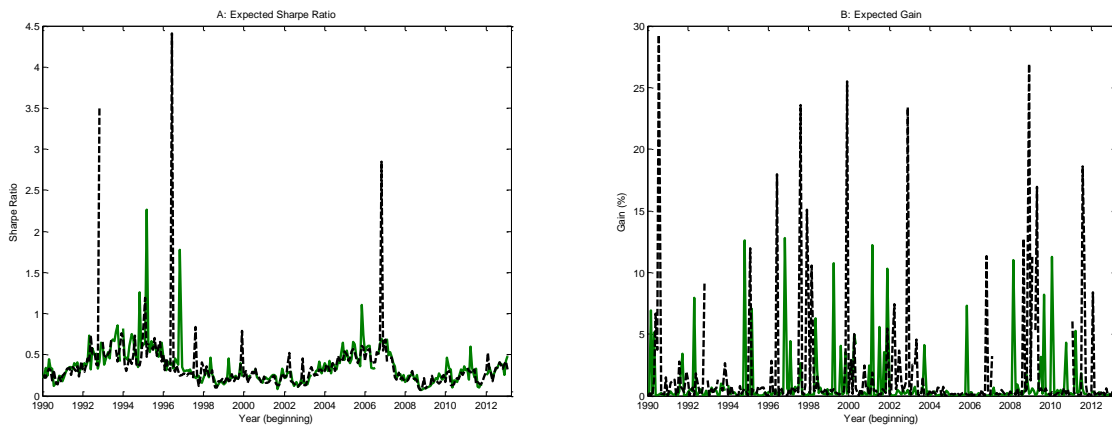 A: Expected Sharpe Ratio
4.5
4
3.5
3
2.5
2
1.5
1
0.5
0
Sharpe Ratio
1990 1992 1994 1996 1998 2000 2002 2004 2006 2008 2010 2012
Year (beginning)
B: Expected Gain
30
25
20
15
10
5
0
Gain (%)
1990 1992 1994 1996 1998 2000 2002 2004 2006 2008 2010 2012
Year (beginning)